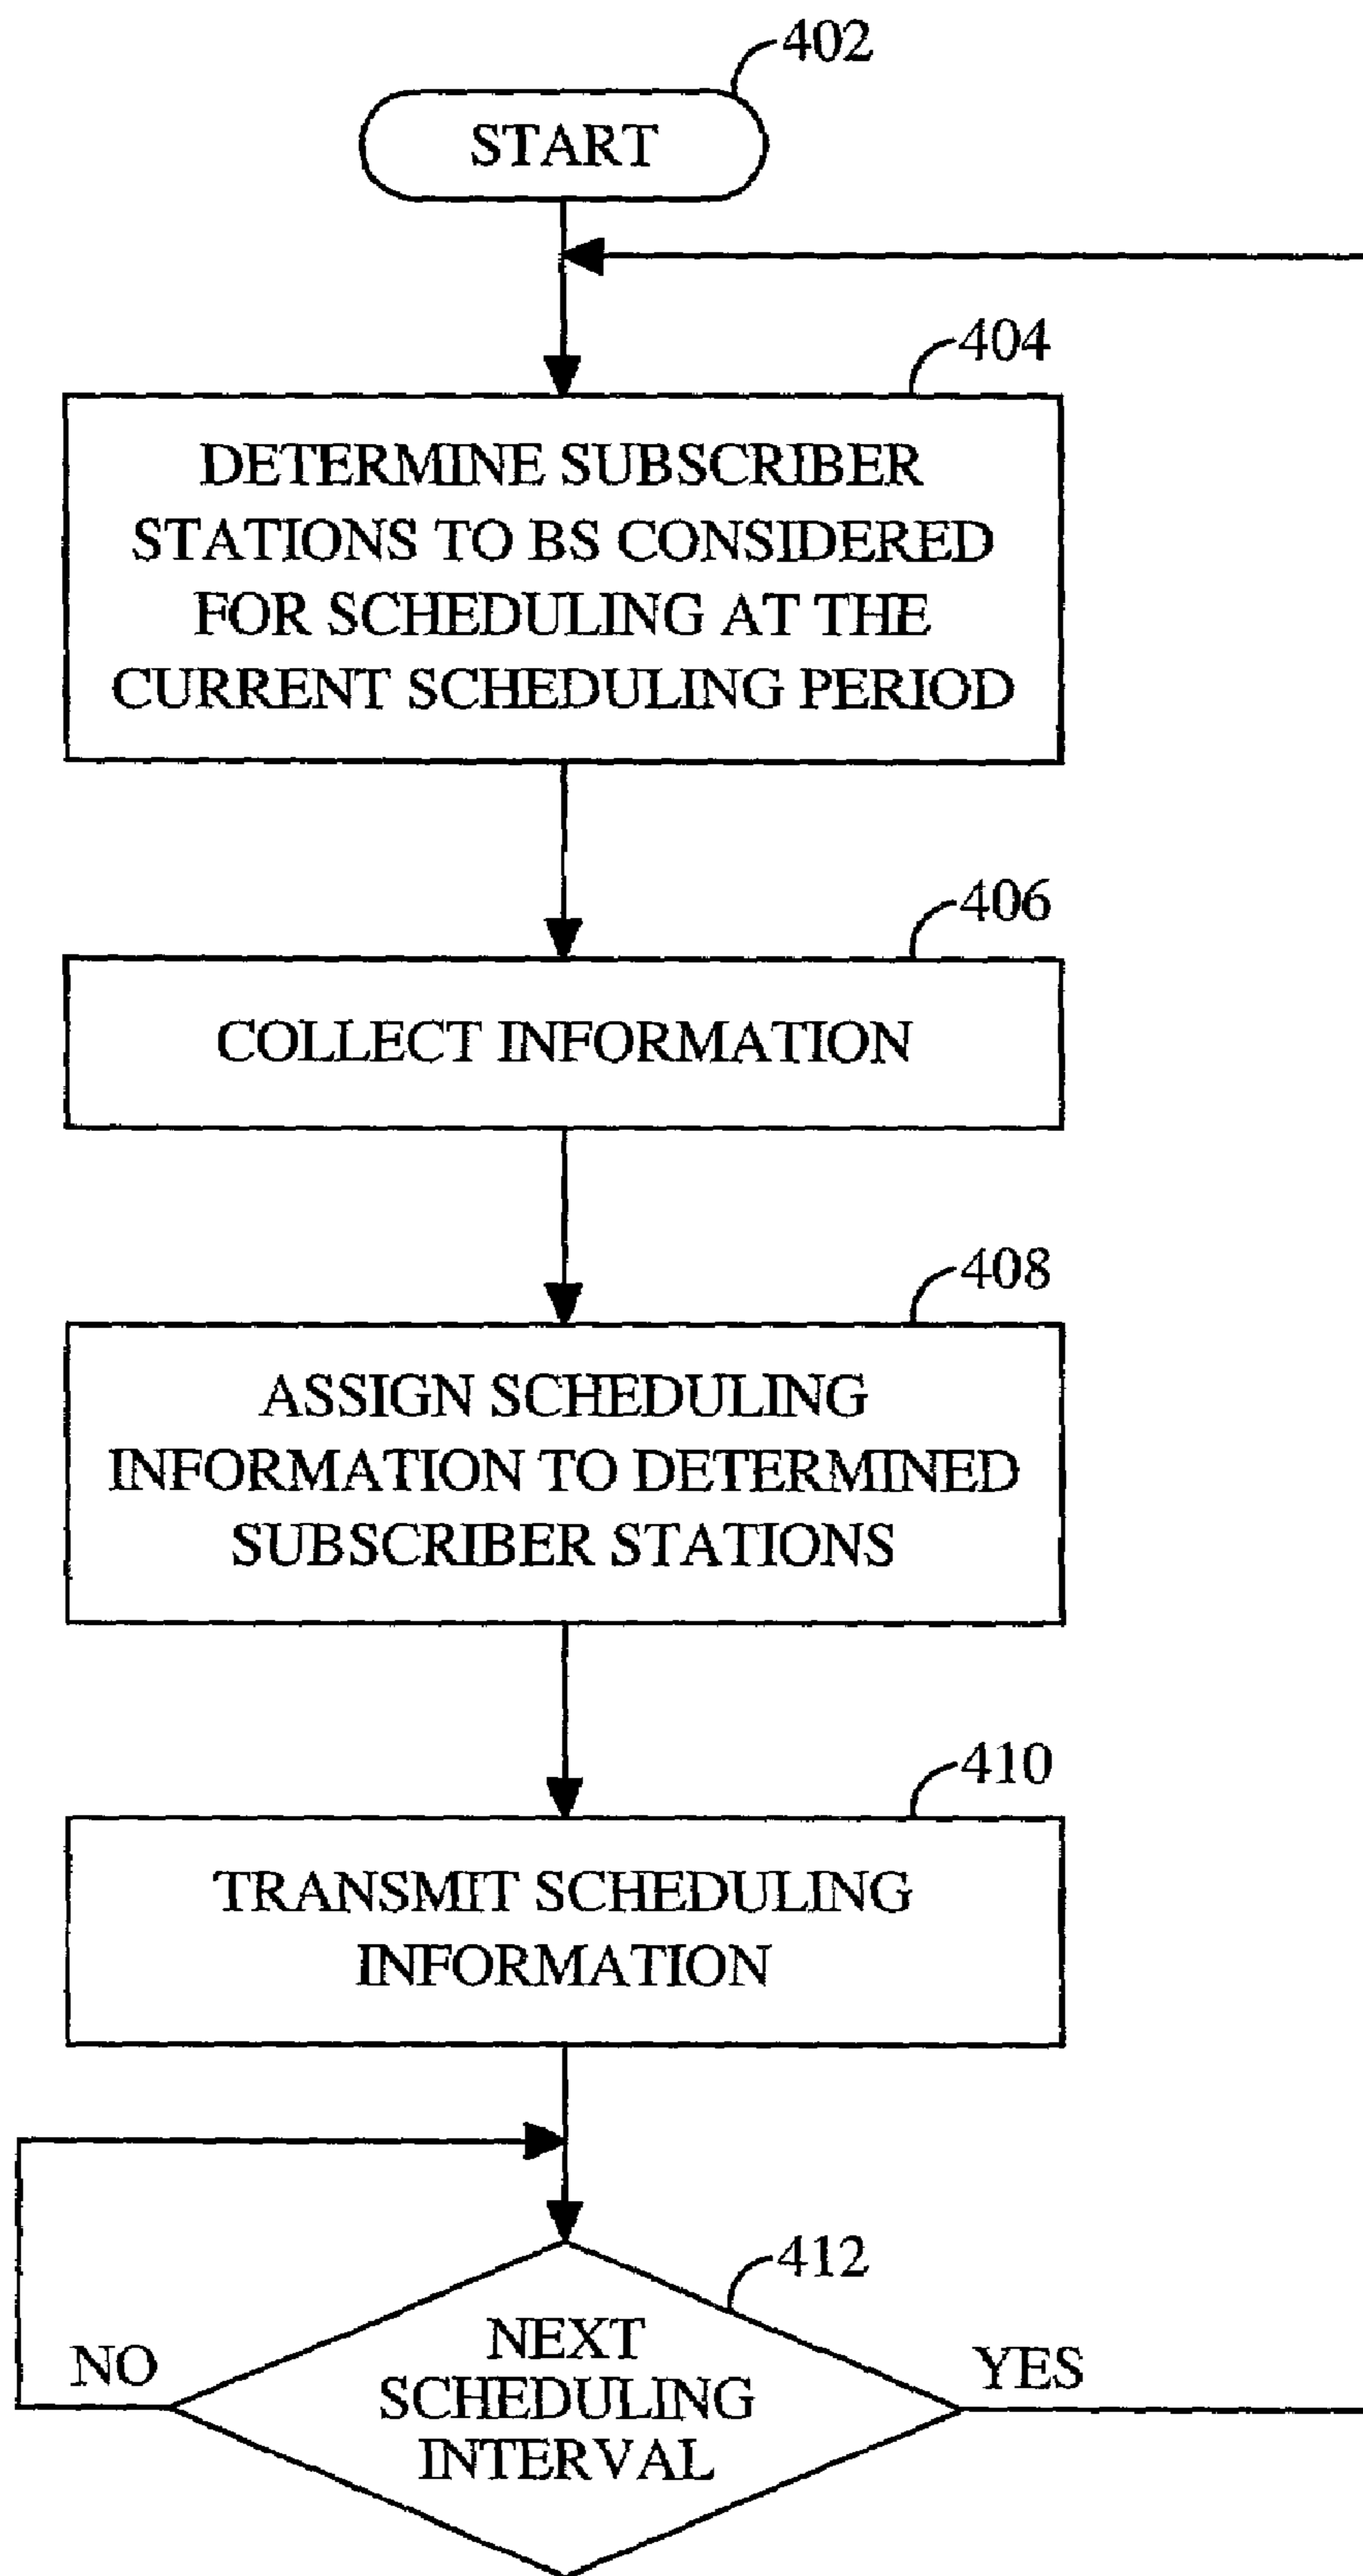 402
START
404
DETERMINE SUBSCRIBER
STATIONS TO BS CONSIDERED
FOR SCHEDULING AT THE
CURRENT SCHEDULING PERIOD
406
COLLECT INFORMATION
408
ASSIGN SCHEDULING
INFORMATION TO DETERMINED
SUBSCRIBER STATIONS
410
TRANSMIT SCHEDULING
INFORMATION
412
NEXT
SCHEDULING
INTERVAL
NO
YES